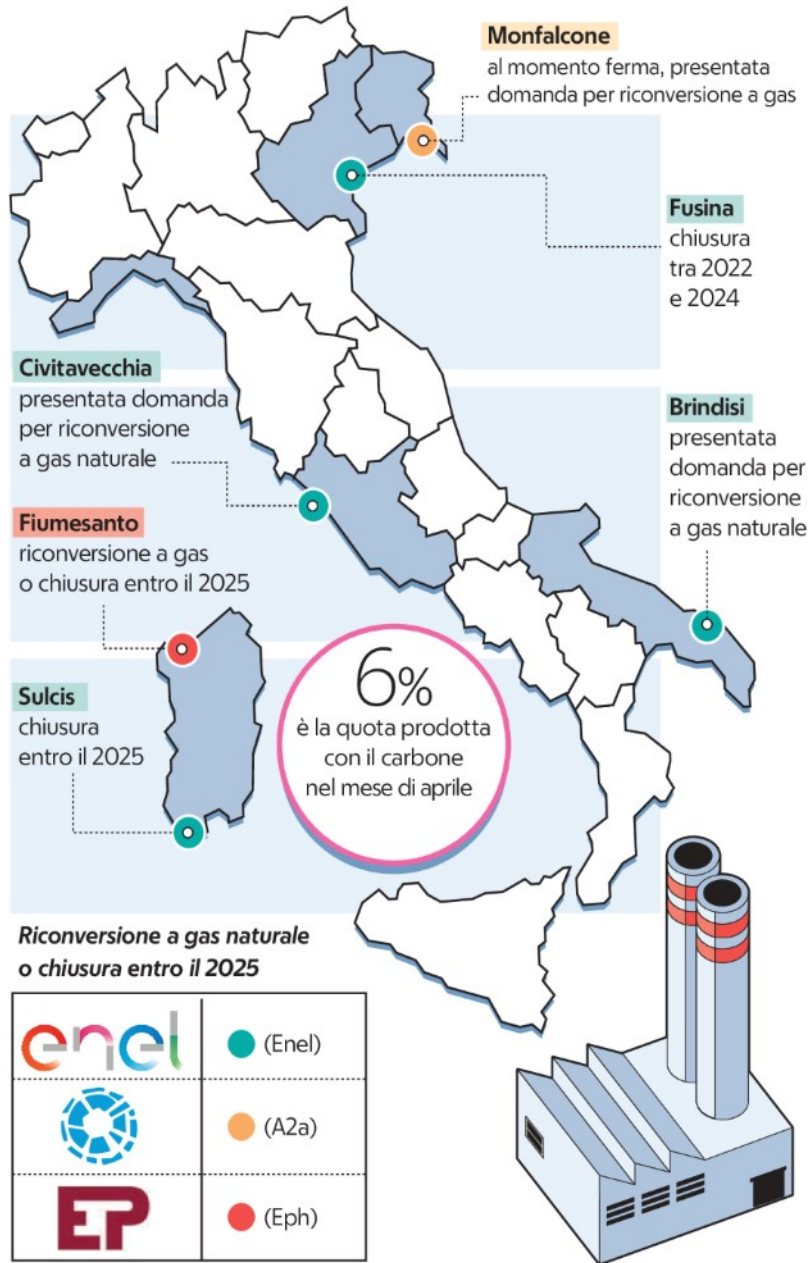 Monfalcone
al momento ferma, presentata
domanda per riconversione a gas
Fusina
chiusura
tra 2022
e 2024
Civitavecchia
presentata domanda
per riconversione
a gas naturale
Brindisi
presentata
domanda per
riconversione
a gas naturale
Fiumesanto
riconversione a gas
o chiusura entro il 2025
Sulcis
chiusura
entro il 2025
6%
è la quota prodotta
con il carbone
nel mese di aprile
Riconversione a gas naturale
o chiusura entro il 2025
enel
(Enel)
(A2a)
EP
(Eph)